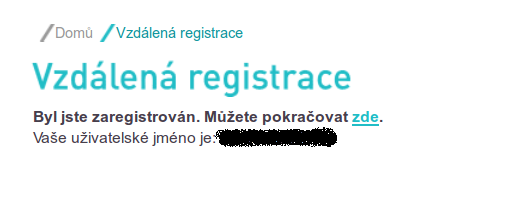 Domů Vzdálená registrace
Vzdálená registrace
Byl jste zaregistrován. Můžete pokračovat zde.
Vaše uživatelské jméno je: